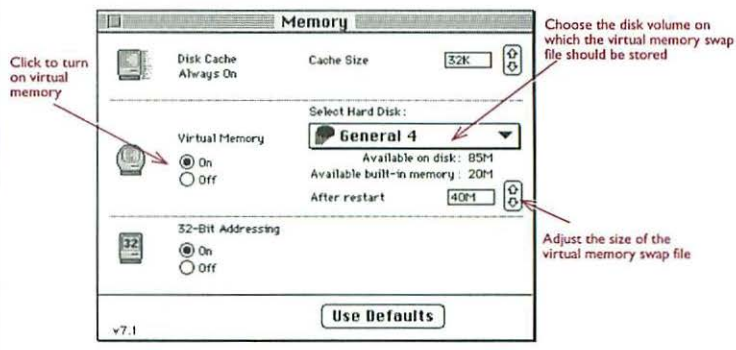 Memory
Choose the disk volume on
which the virtual memory swap
file should be stored
Click to turn
on virtual
memory
Disk Cache
Always On
Cache Size
32K
Select Hard Disk:
General 4
Virtual Memory
On
Off
Available on disk: 85M
Available built-in memory: 20M
After restart
40M
Adjust the size of the
virtual memory swap file
32-Bit Addressing
32
On
Off
Use Defaults
v7.1